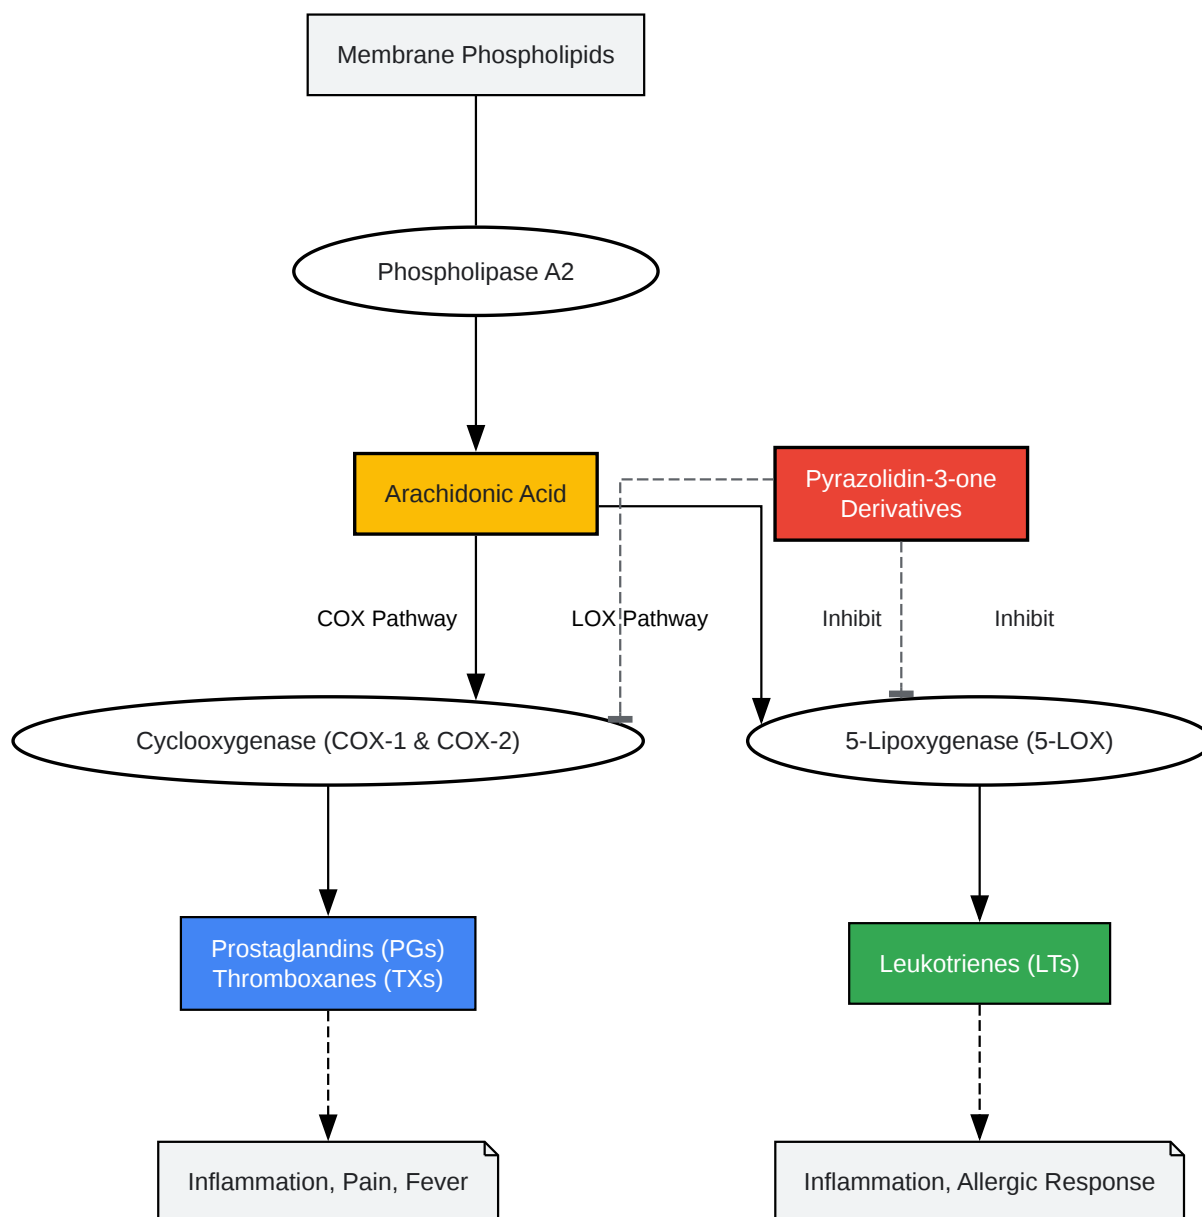 Membrane Phospholipids
Phospholipase A2
Arachidonic Acid
Pyrazolidin-3-one
Derivatives
COX Pathway
LOX Pathway
Inhibit
Inhibit
Cyclooxygenase (COX-1 & COX-2)
5-Lipoxygenase (5-LOX)
Prostaglandins (PGs)
Thromboxanes (TXs)
Leukotrienes (LTs)
Inflammation, Pain, Fever
Inflammation, Allergic Response